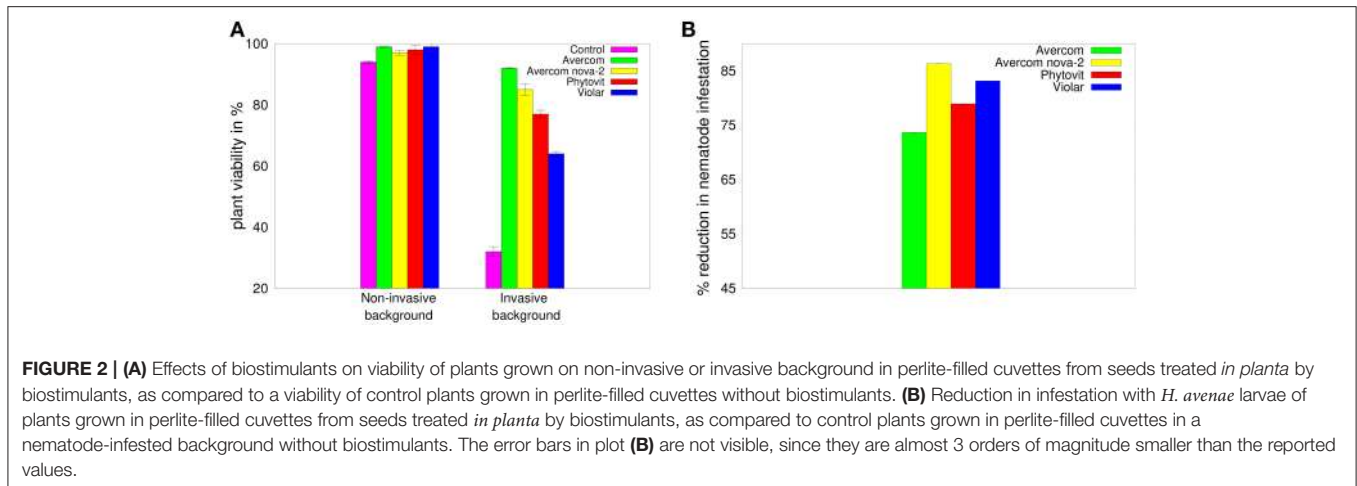 A
B
100
80
60
40
20
plant viability in %
Control
Avercom
Avercom nova-2
Phytovit
Violar
Non-invasive
background
Invasive
background
85
75
65
55
45
% reduction in nematode infestation
Avercom
Avercom nova-2
Phytovit
Violar
FIGURE 2 | (A) Effects of biostimulants on viability of plants grown on non-invasive or invasive background in perlite-filled cuvettes from seeds treated in planta by
biostimulants, as compared to a viability of control plants grown in perlite-filled cuvettes without biostimulants. (B) Reduction in infestation with H. avenae larvae of
plants grown in perlite-filled cuvettes from seeds treated in planta by biostimulants, as compared to control plants grown in perlite-filled cuvettes in a
nematode-infested background without biostimulants. The error bars in plot (B) are not visible, since they are almost 3 orders of magnitude smaller than the reported
values.